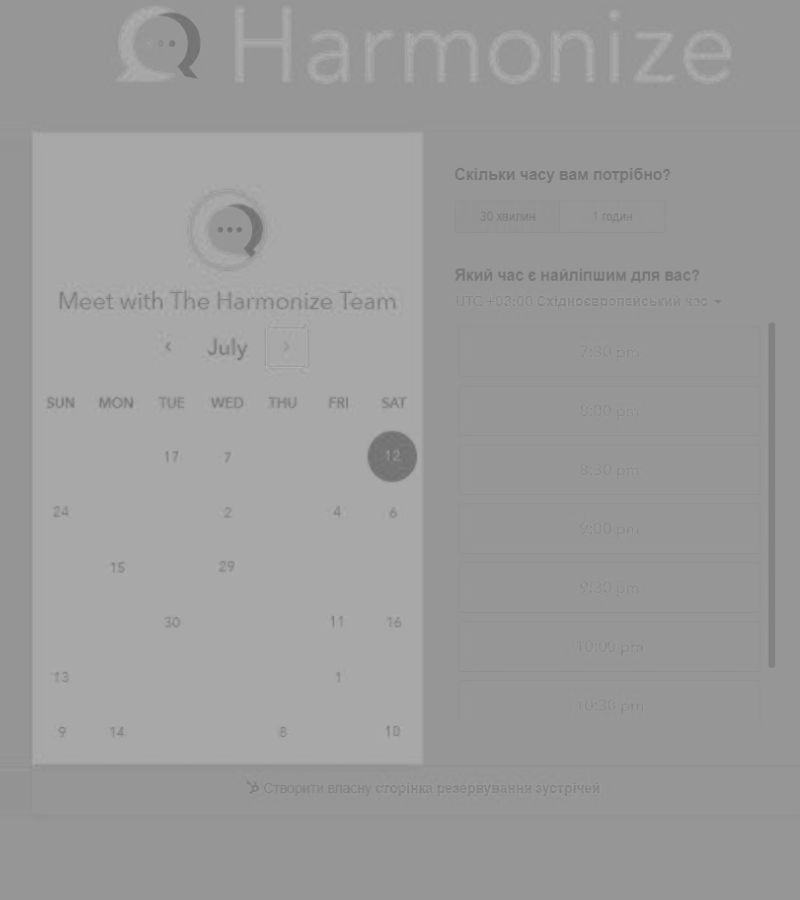 Harmonize
Meet with The Harmonize Team
July
SUN MON TUE WED THU FRI SAT
17 7 12
24 2 4 6
15 29
30 11 16
13 1
9 14 8
Скільки часу вам потрібно?
30 хвилин 1 годин
Який час є найліпшим для вас?
UTC +03:00 Східноєвропейський час
7:30 pm
8:00 pm
8:30 pm
9:00 pm
9:30 pm
10:00 pm
10:30 pm
Створити власну сторінка резервування зустрічей